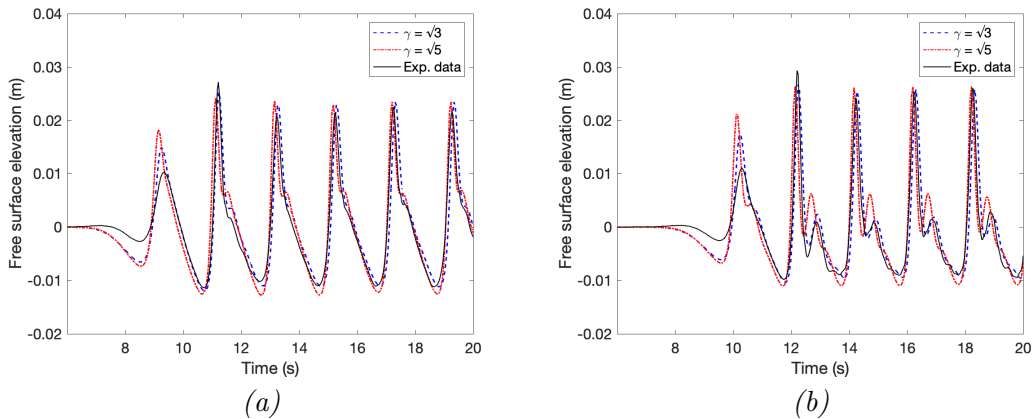 0.04
0.03
0.02
0.01
0
-0.01
-0.02
Free surface elevation (m)
8 10 12 14 16 18 20
Time (s)
γ = √3
γ = √5
Exp. data
(a)
0.04
0.03
0.02
0.01
0
-0.01
-0.02
Free surface elevation (m)
8 10 12 14 16 18 20
Time (s)
γ = √3
γ = √5
Exp. data
(b)